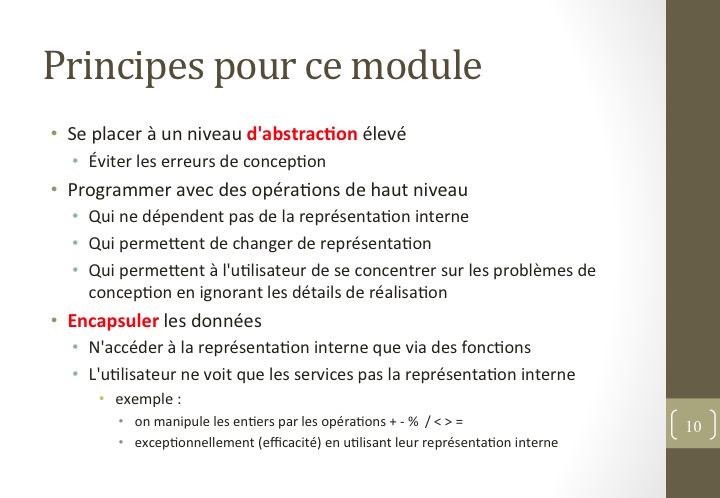 Principes pour ce module
• Se placer à un niveau d'abstraction élevé
• Éviter les erreurs de conception
• Programmer avec des opérations de haut niveau
• Qui ne dépendent pas de la représentation interne
• Qui permettent de changer de représentation
• Qui permettent à l'utilisateur de se concentrer sur les problèmes de
conception en ignorant les détails de réalisation
• Encapsuler les données
• N'accéder à la représentation interne que via des fonctions
• L'utilisateur ne voit que les services pas la représentation interne
• exemple :
• on manipule les entiers par les opérations + - % / < > =
• exceptionnellement (efficacité) en utilisant leur représentation interne
10